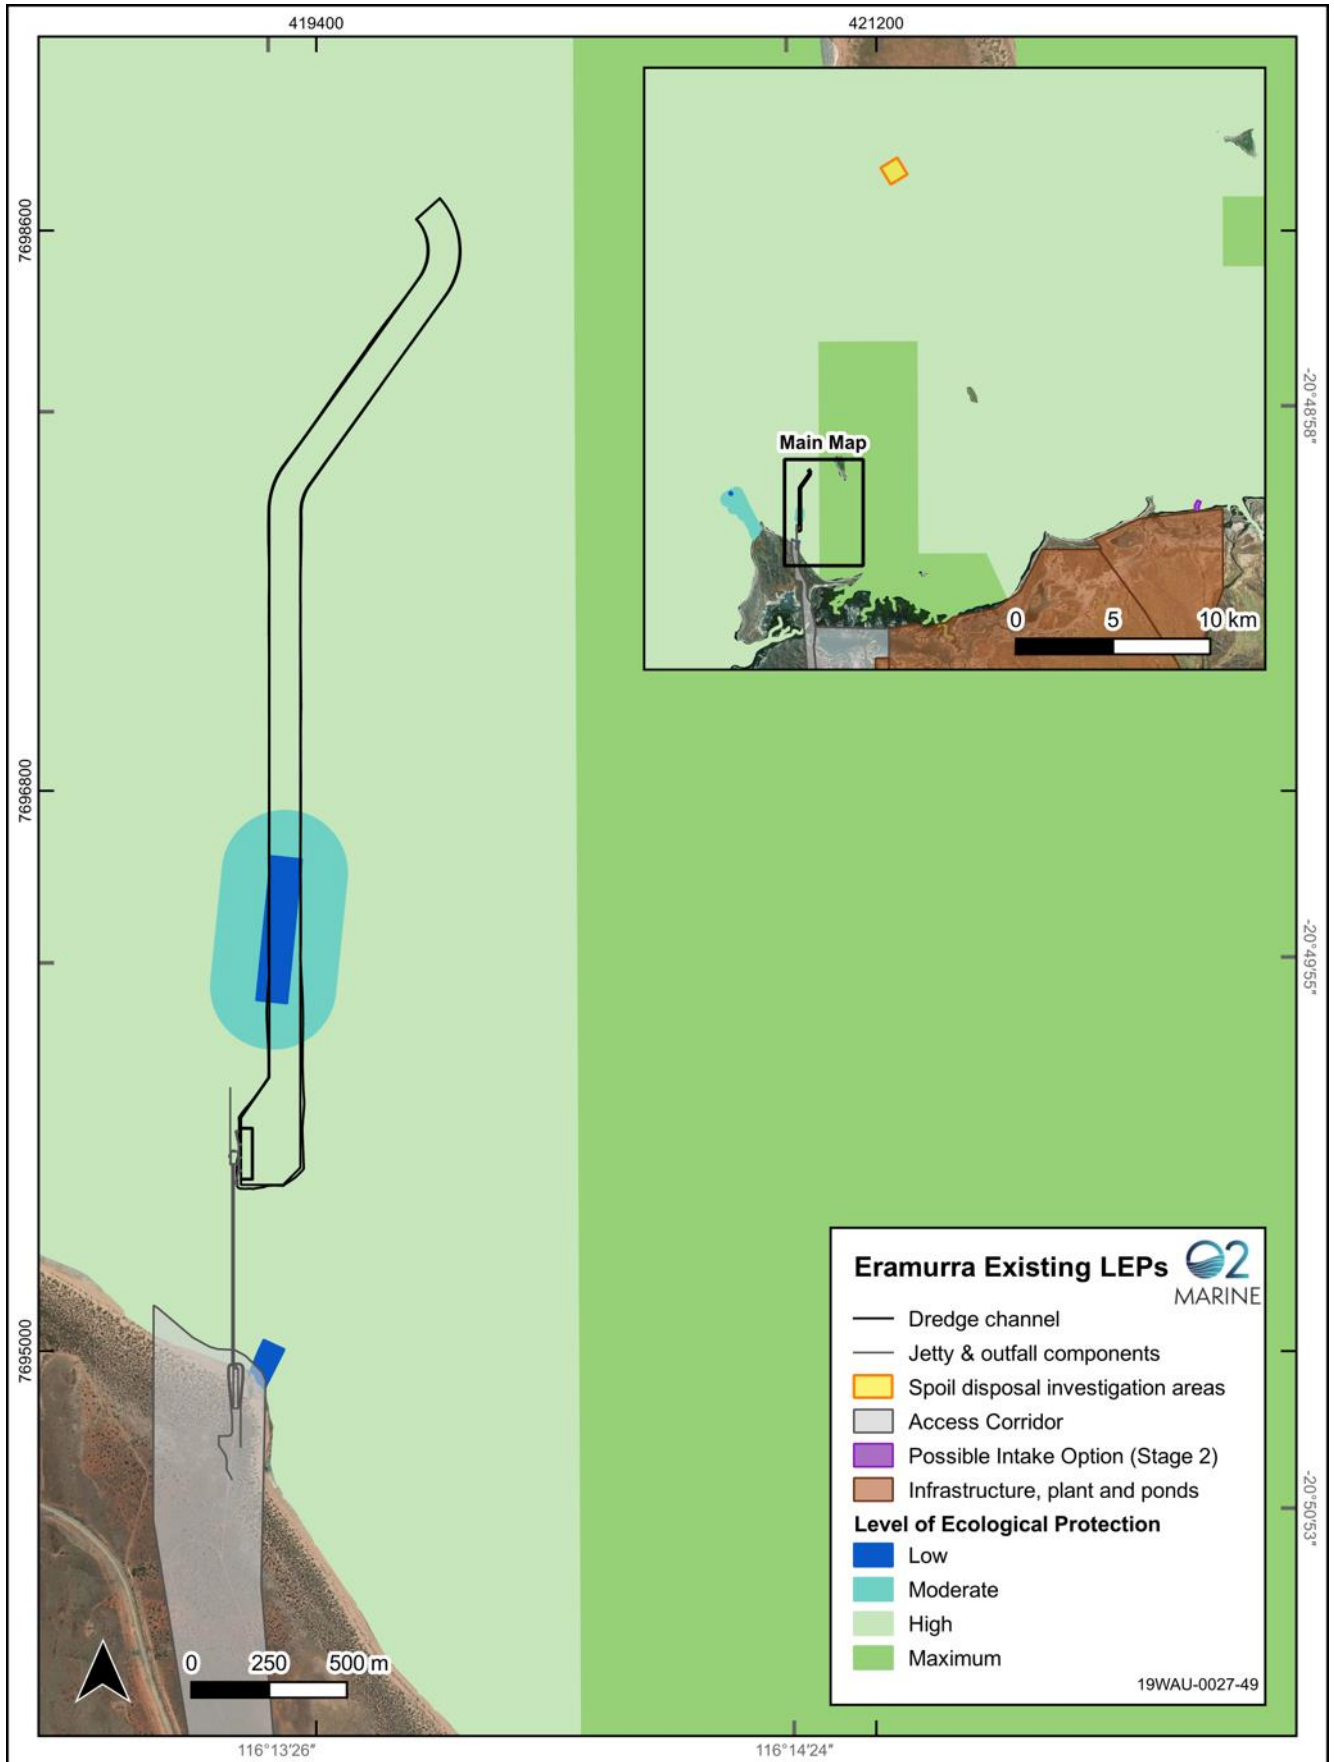 419400
421200
7698600
7696800
7695000
-20°48'58"
-20°49'55"
-20°50'53"
116°13'26"
116°14'24"
Main Map
0 5 10 km
0 250 500 m
Eramurra Existing LEPs
O2
MARINE
Dredge channel
Jetty & outfall components
Spoil disposal investigation areas
Access Corridor
Possible Intake Option (Stage 2)
Infrastructure, plant and ponds
Level of Ecological Protection
Low
Moderate
High
Maximum
19WAU-0027-49